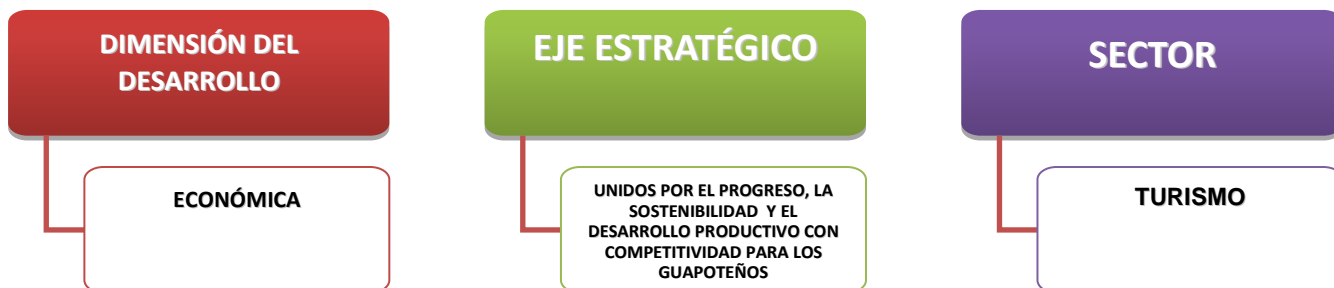 DIMENSIÓN DEL
DESARROLLO
ECONÓMICA
EJE ESTRATÉGICO
UNIDOS POR EL PROGRESO, LA
SOSTENIBILIDAD Y EL
DESARROLLO PRODUCTIVO CON
COMPETITIVIDAD PARA LOS
GUAPOTEÑOS
SECTOR
TURISMO